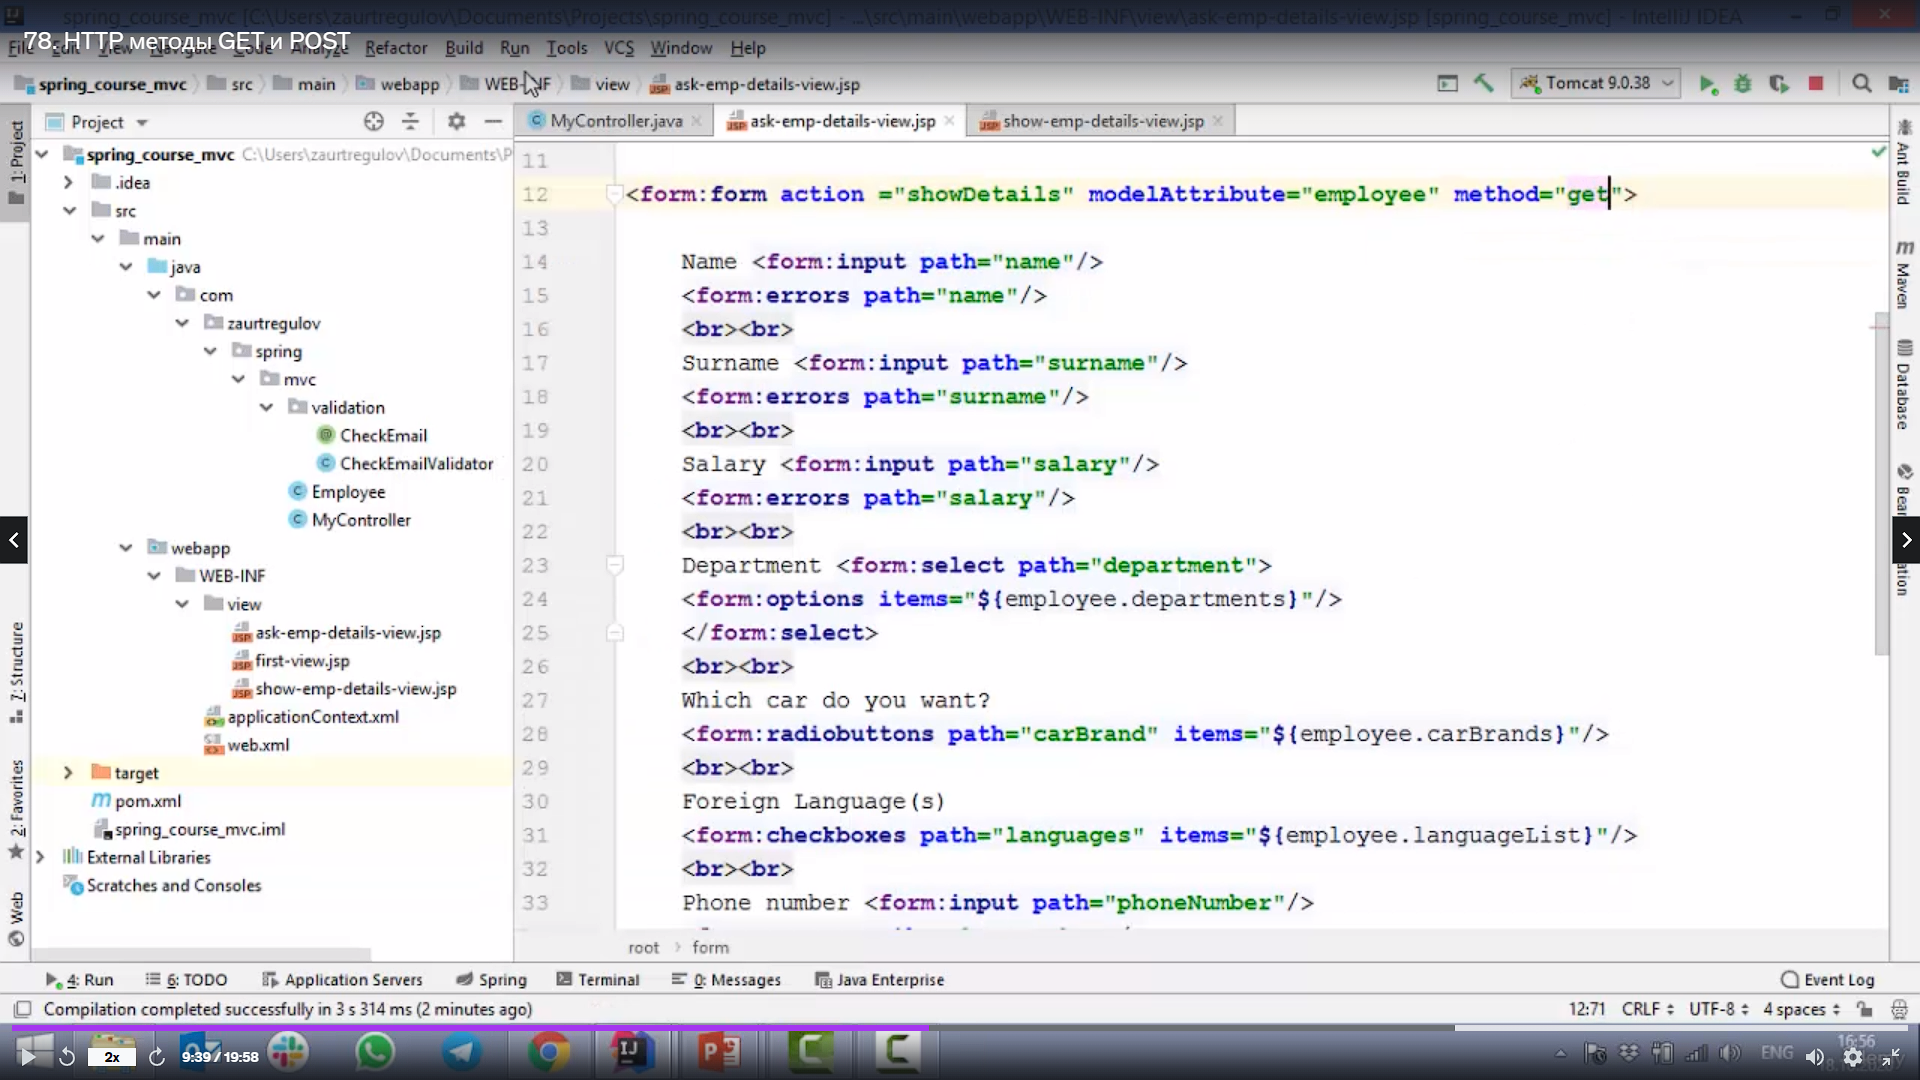 spring_course_mvc [C:\Users\zaurtregulov\Documents\Projects\spring_course_mvc] - ...\src\main\webapp\WEB-INF\view\ask-emp-details-view.jsp [spring_course_mvc] - IntelliJ IDEA
78. HTTP методы GET и POST
File Edit View Navigate Code Analyze Refactor Build Run Tools VCS Window Help
spring_course_mvc src main webapp WEB-INF view ask-emp-details-view.jsp
Tomcat 9.0.38
Project
MyController.java
ask-emp-details-view.jsp
show-emp-details-view.jsp
1: Project
7: Structure
2: Favorites
Web
spring_course_mvc C:\Users\zaurtregulov\Documents\P
.idea
src
main
java
com
zaurtregulov
spring
mvc
validation
CheckEmail
CheckEmailValidator
Employee
MyController
webapp
WEB-INF
view
ask-emp-details-view.jsp
first-view.jsp
show-emp-details-view.jsp
applicationContext.xml
web.xml
target
pom.xml
spring_course_mvc.iml
External Libraries
Scratches and Consoles
11
12 <form:form action ="showDetails" modelAttribute="employee" method="get">
13
14 Name <form:input path="name"/>
15 <form:errors path="name"/>
16 <br><br>
17 Surname <form:input path="surname"/>
18 <form:errors path="surname"/>
19 <br><br>
20 Salary <form:input path="salary"/>
21 <form:errors path="salary"/>
22 <br><br>
23 Department <form:select path="department">
24 <form:options items="${employee.departments}"/>
25 </form:select>
26 <br><br>
27 Which car do you want?
28 <form:radiobuttons path="carBrand" items="${employee.carBrands}"/>
29 <br><br>
30 Foreign Language(s)
31 <form:checkboxes path="languages" items="${employee.languageList}"/>
32 <br><br>
33 Phone number <form:input path="phoneNumber"/>
root form
Ant Build
Maven
Database
4: Run 6: TODO Application Servers Spring Terminal 0: Messages Java Enterprise Event Log
Compilation completed successfully in 3 s 314 ms (2 minutes ago)
12:71 CRLF UTF-8 4 spaces
2x
9:39 / 19:58
ENG
16:56